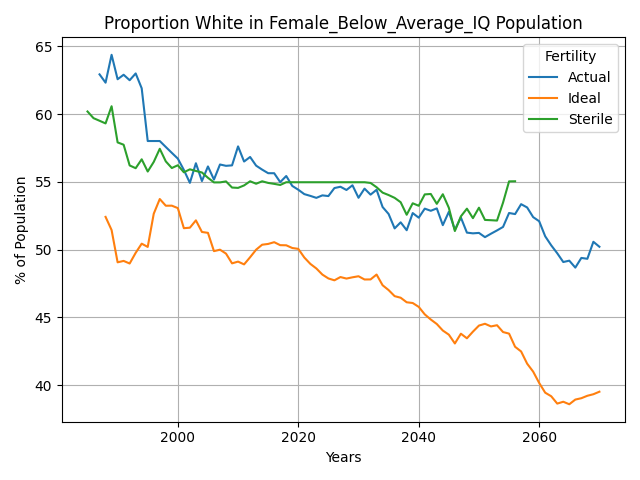 Proportion White in Female_Below_Average_IQ Population
% of Population
65
60
55
50
45
40
Fertility
Actual
Ideal
Sterile
2000
2020
2040
2060
Years